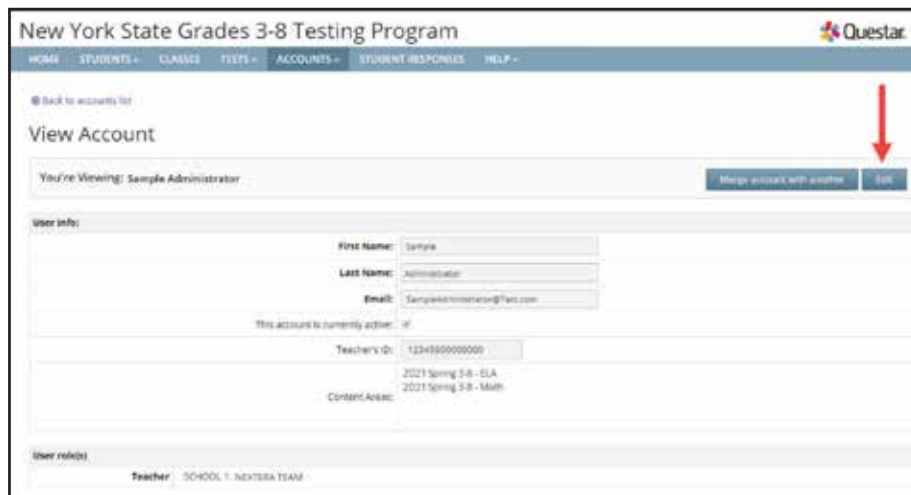 New York State Grades 3-8 Testing Program
Questar
HOME STUDENTS CLASSES TESTS ACCOUNTS STUDENT RESPONSES HELP
Back to accounts list
View Account
You're Viewing: Sample Administrator
Merge account with another Edit
User info:
First Name: Sample
Last Name: Administrator
Email:
This account is currently active:
Teacher's ID:
Content Areas: 2021 Spring 3-8 - ELA
2021 Spring 3-8 - Math
User role(s)
Teacher SCHOOL 1, NEXTERA TEAM